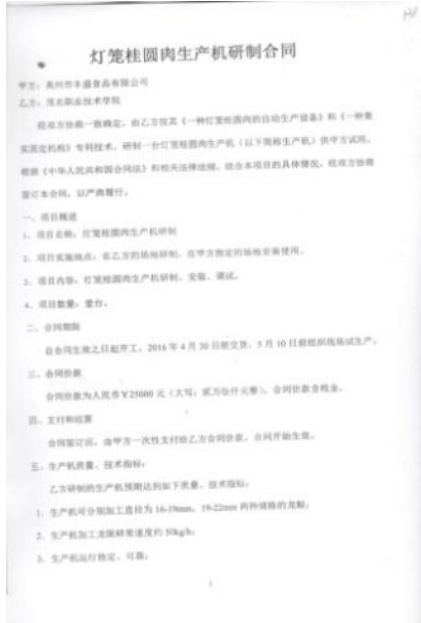 灯笼桂圆肉生产机研制合同
甲方:高州市丰盛食品有限公司
乙方:茂名职业技术学院
经双方协商一致确定,由乙方按其《一种灯笼桂圆肉的自动生产设备》和《一种果
实固定机构》专利技术,研制一台灯笼桂圆肉生产机(以下简称生产机)供甲方试用。
根据《中华人民共和国合同法》和相关法律法规,结合本项目的具体情况,经双方协商
签订本合同,以严肃履行。
一、项目概述
1、项目名称:灯笼桂圆肉生产机研制
2、项目实施地点:在乙方的场地研制,在甲方指定的场地安装使用。
3、项目内容:灯笼桂圆肉生产机研制、安装、调试。
4、项目数量:壹台。
二、合同期限
自合同生效之日起开工,2016年4月30日前交货,5月10日前组织现场试生产。
三、合同价款
合同价款为人民币￥25000元(大写:贰万伍仟元整)。合同价款含税金。
四、支付和结算
合同签订后,由甲方一次性支付给乙方合同价款,合同开始生效。
五、生产机质量、技术指标:
乙方研制的生产机预期达到如下质量、技术指标:
1、生产机可分别加工直径为16-19mm、19-22mm两种规格的龙眼;
2、生产机加工龙眼鲜果速度约50kg/h;
3、生产机运行稳定、可靠;
1